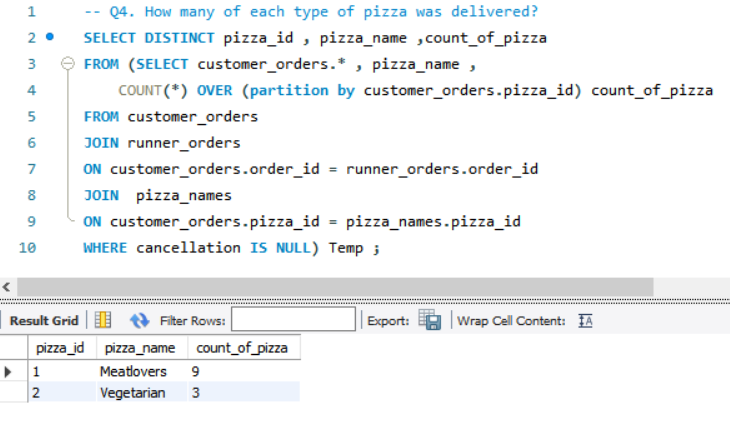 1 -- Q4. How many of each type of pizza was delivered?
2 SELECT DISTINCT pizza_id , pizza_name ,count_of_pizza
3 FROM (SELECT customer_orders.* , pizza_name ,
4 COUNT(*) OVER (partition by customer_orders.pizza_id) count_of_pizza
5 FROM customer_orders
6 JOIN runner_orders
7 ON customer_orders.order_id = runner_orders.order_id
8 JOIN  pizza_names
9 ON customer_orders.pizza_id = pizza_names.pizza_id
10 WHERE cancellation IS NULL) Temp ;
Result Grid Filter Rows: Export: Wrap Cell Content: IA
pizza_id pizza_name count_of_pizza
1 Meatlovers 9
2 Vegetarian 3